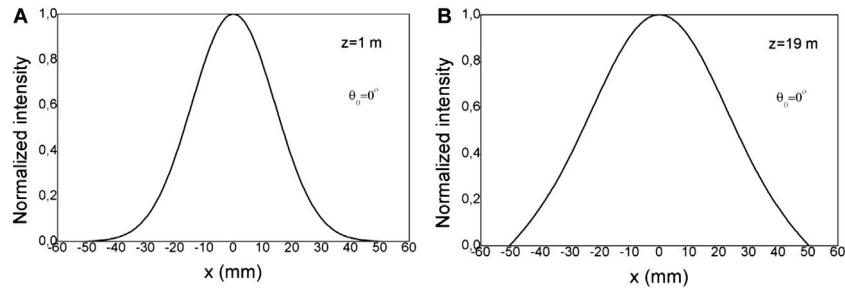 A
Normalized intensity
1,0
0,8
0,6
0,4
0,2
0,0
z=1 m
θ₀=0°
-60 -50 -40 -30 -20 -10 0 10 20 30 40 50 60
x (mm)
B
Normalized intensity
1,0
0,8
0,6
0,4
0,2
0,0
z=19 m
θ₀=0°
-60 -50 -40 -30 -20 -10 0 10 20 30 40 50 60
x (mm)